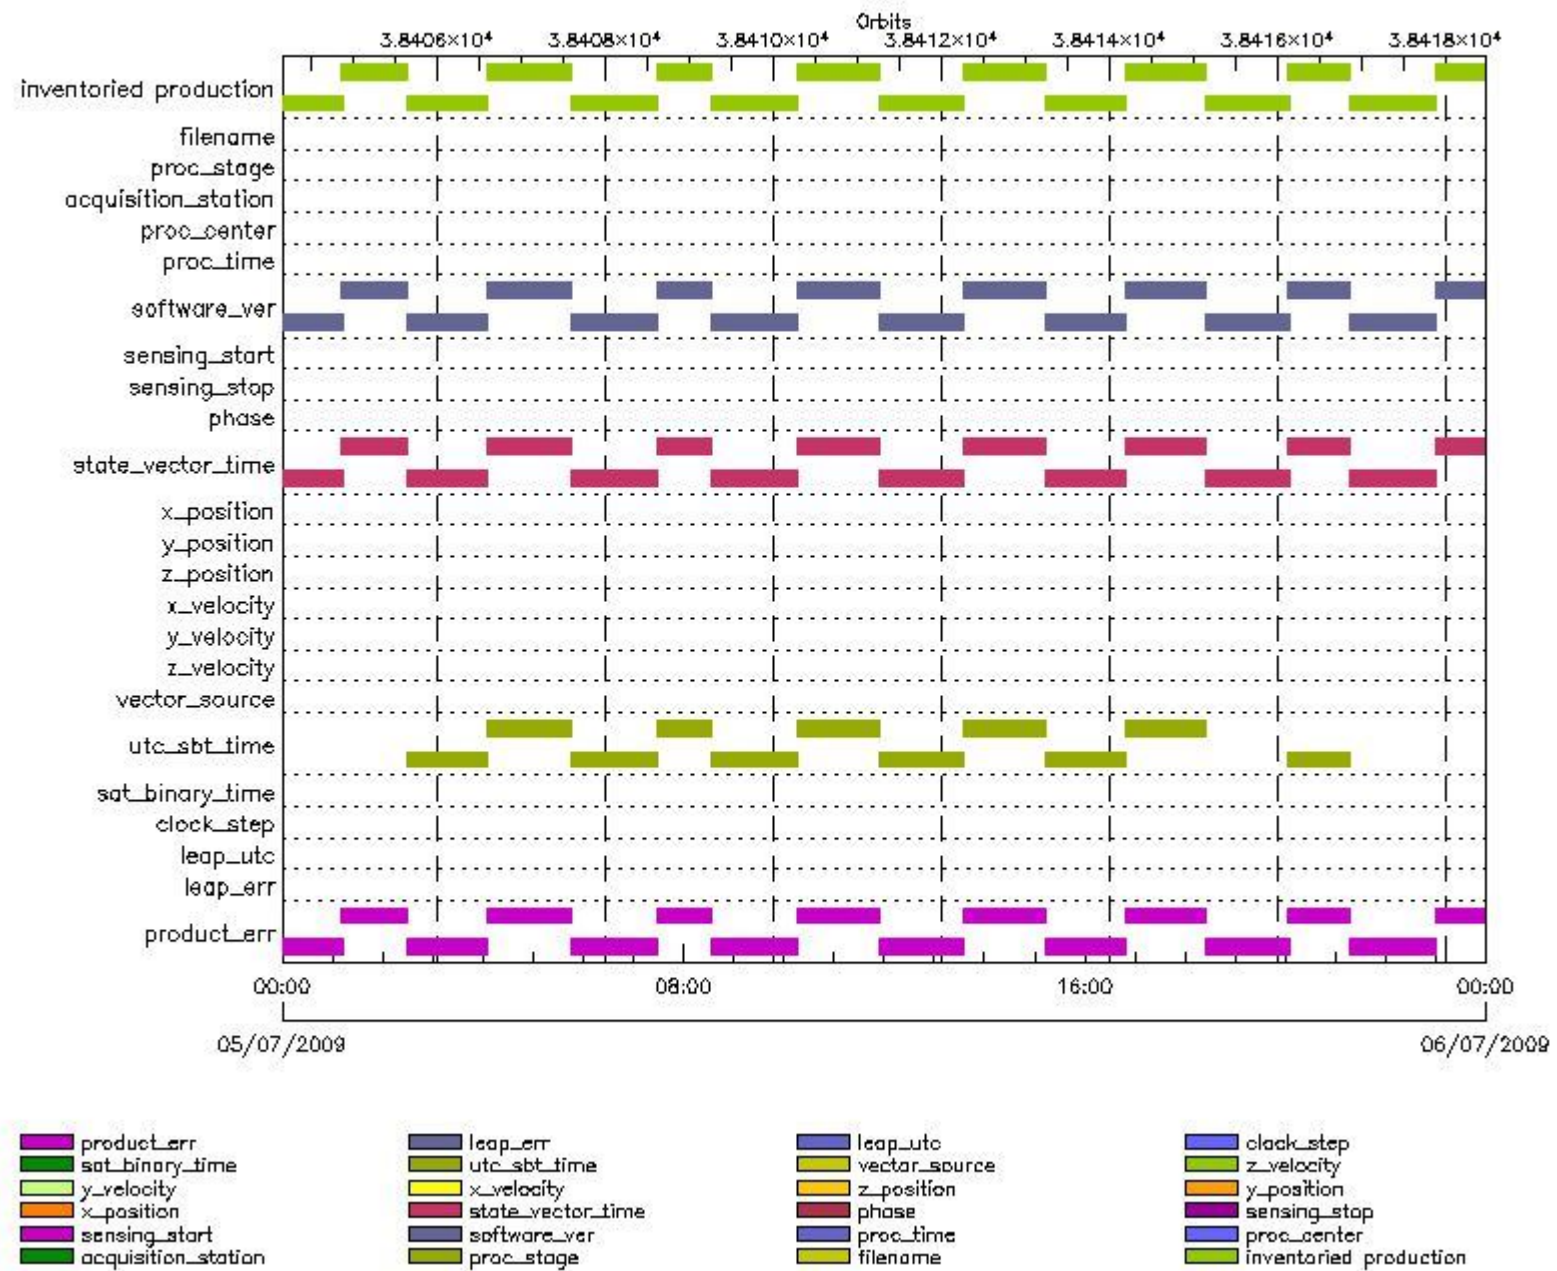 Orbits
3.8406×10⁴ 3.8408×10⁴ 3.8410×10⁴ 3.8412×10⁴ 3.8414×10⁴ 3.8416×10⁴ 3.8418×10⁴
inventoried production
filename
proc_stage
acquisition_station
proc_center
proc_time
software_ver
sensing_start
sensing_stop
phase
state_vector_time
x_position
y_position
z_position
x_velocity
y_velocity
z_velocity
vector_source
utc_sbt_time
sat_binary_time
clock_step
leap_utc
leap_err
product_err
00:00 08:00 16:00 00:00
05/07/2009 06/07/2009
product_err leap_err leap_utc clock_step
sat_binary_time utc_sbt_time vector_source z_velocity
y_velocity x_velocity z_position y_position
x_position state_vector_time phase sensing_stop
sensing_start software_ver proc_time proc_center
acquisition_station proc_stage filename inventoried production